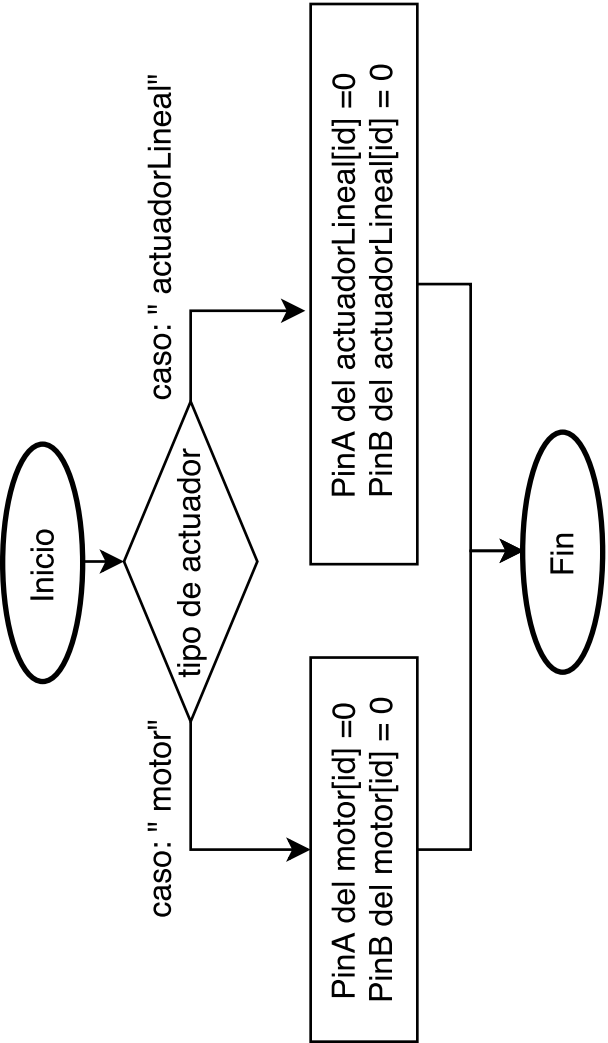 Inicio
tipo de actuador
caso: " motor"
caso: " actuadorLineal"
PinA del motor[id] =0
PinB del motor[id] = 0
PinA del actuadorLineal[id] =0
PinB del actuadorLineal[id] = 0
Fin